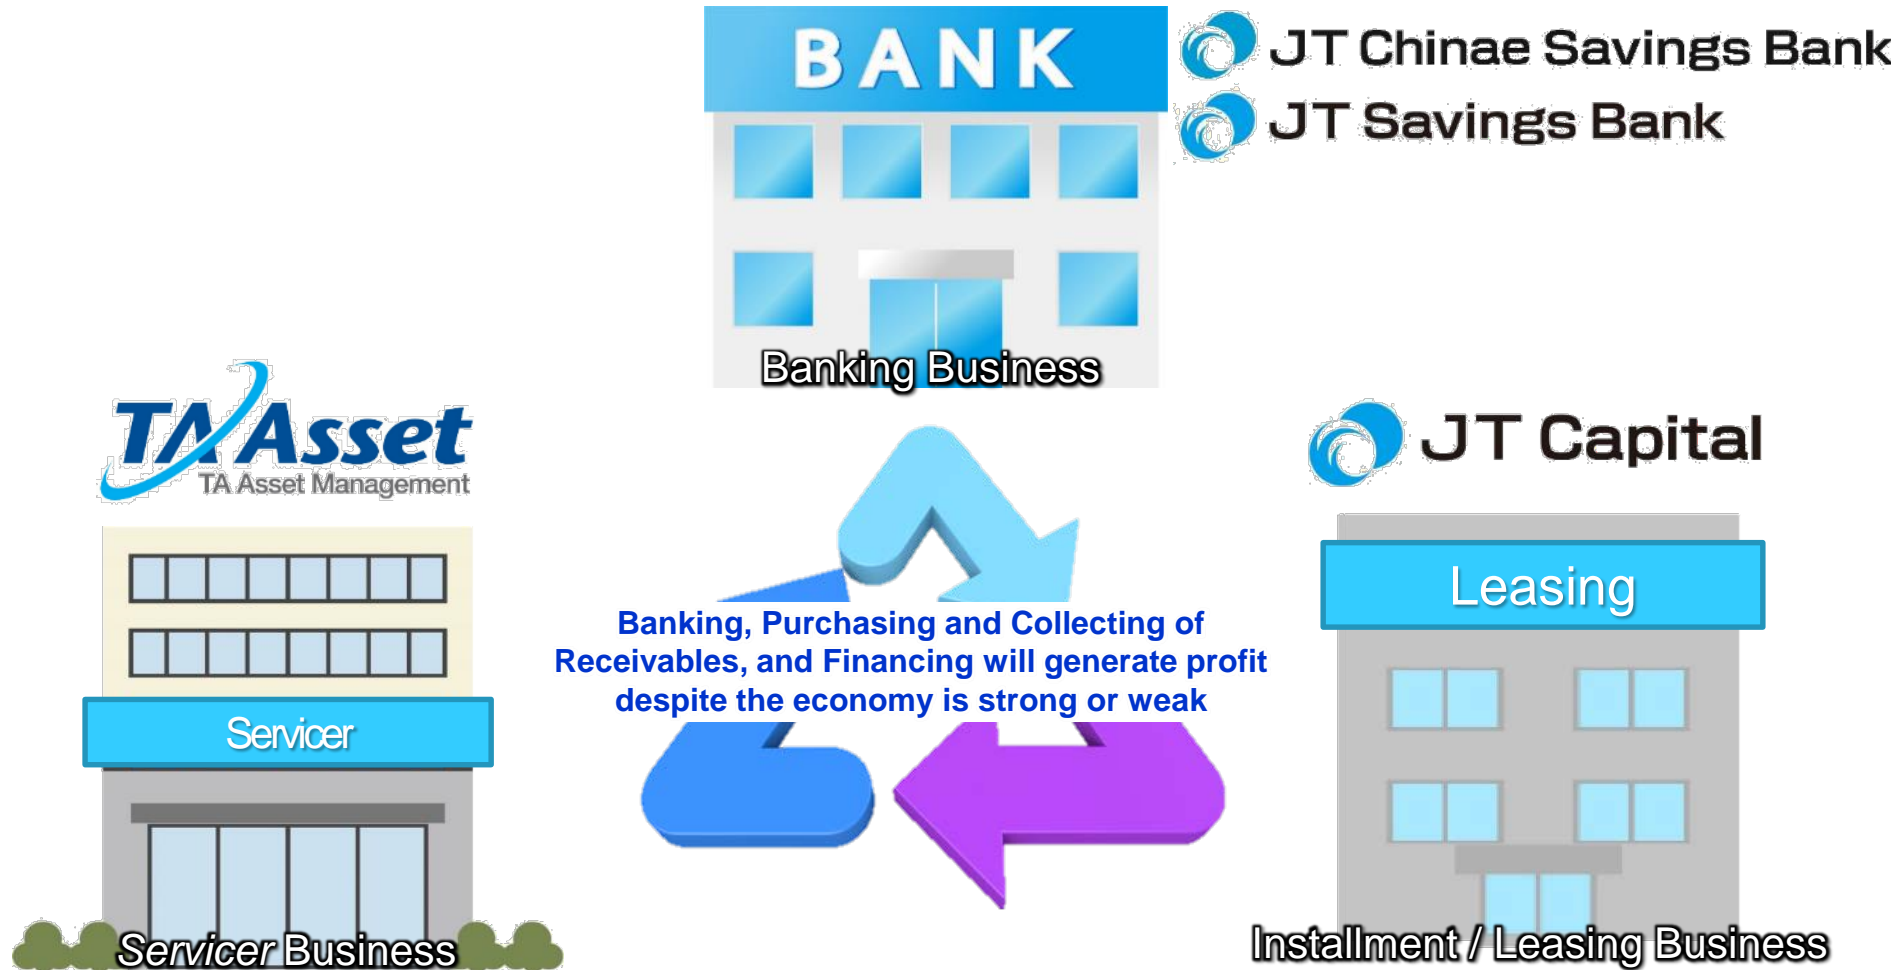 BANK
JT Chinae Savings Bank
JT Savings Bank
Banking Business
TA Asset
TA Asset Management
JT Capital
Leasing
Banking, Purchasing and Collecting of
Receivables, and Financing will generate profit
despite the economy is strong or weak
Servicer
Servicer Business
Installment / Leasing Business